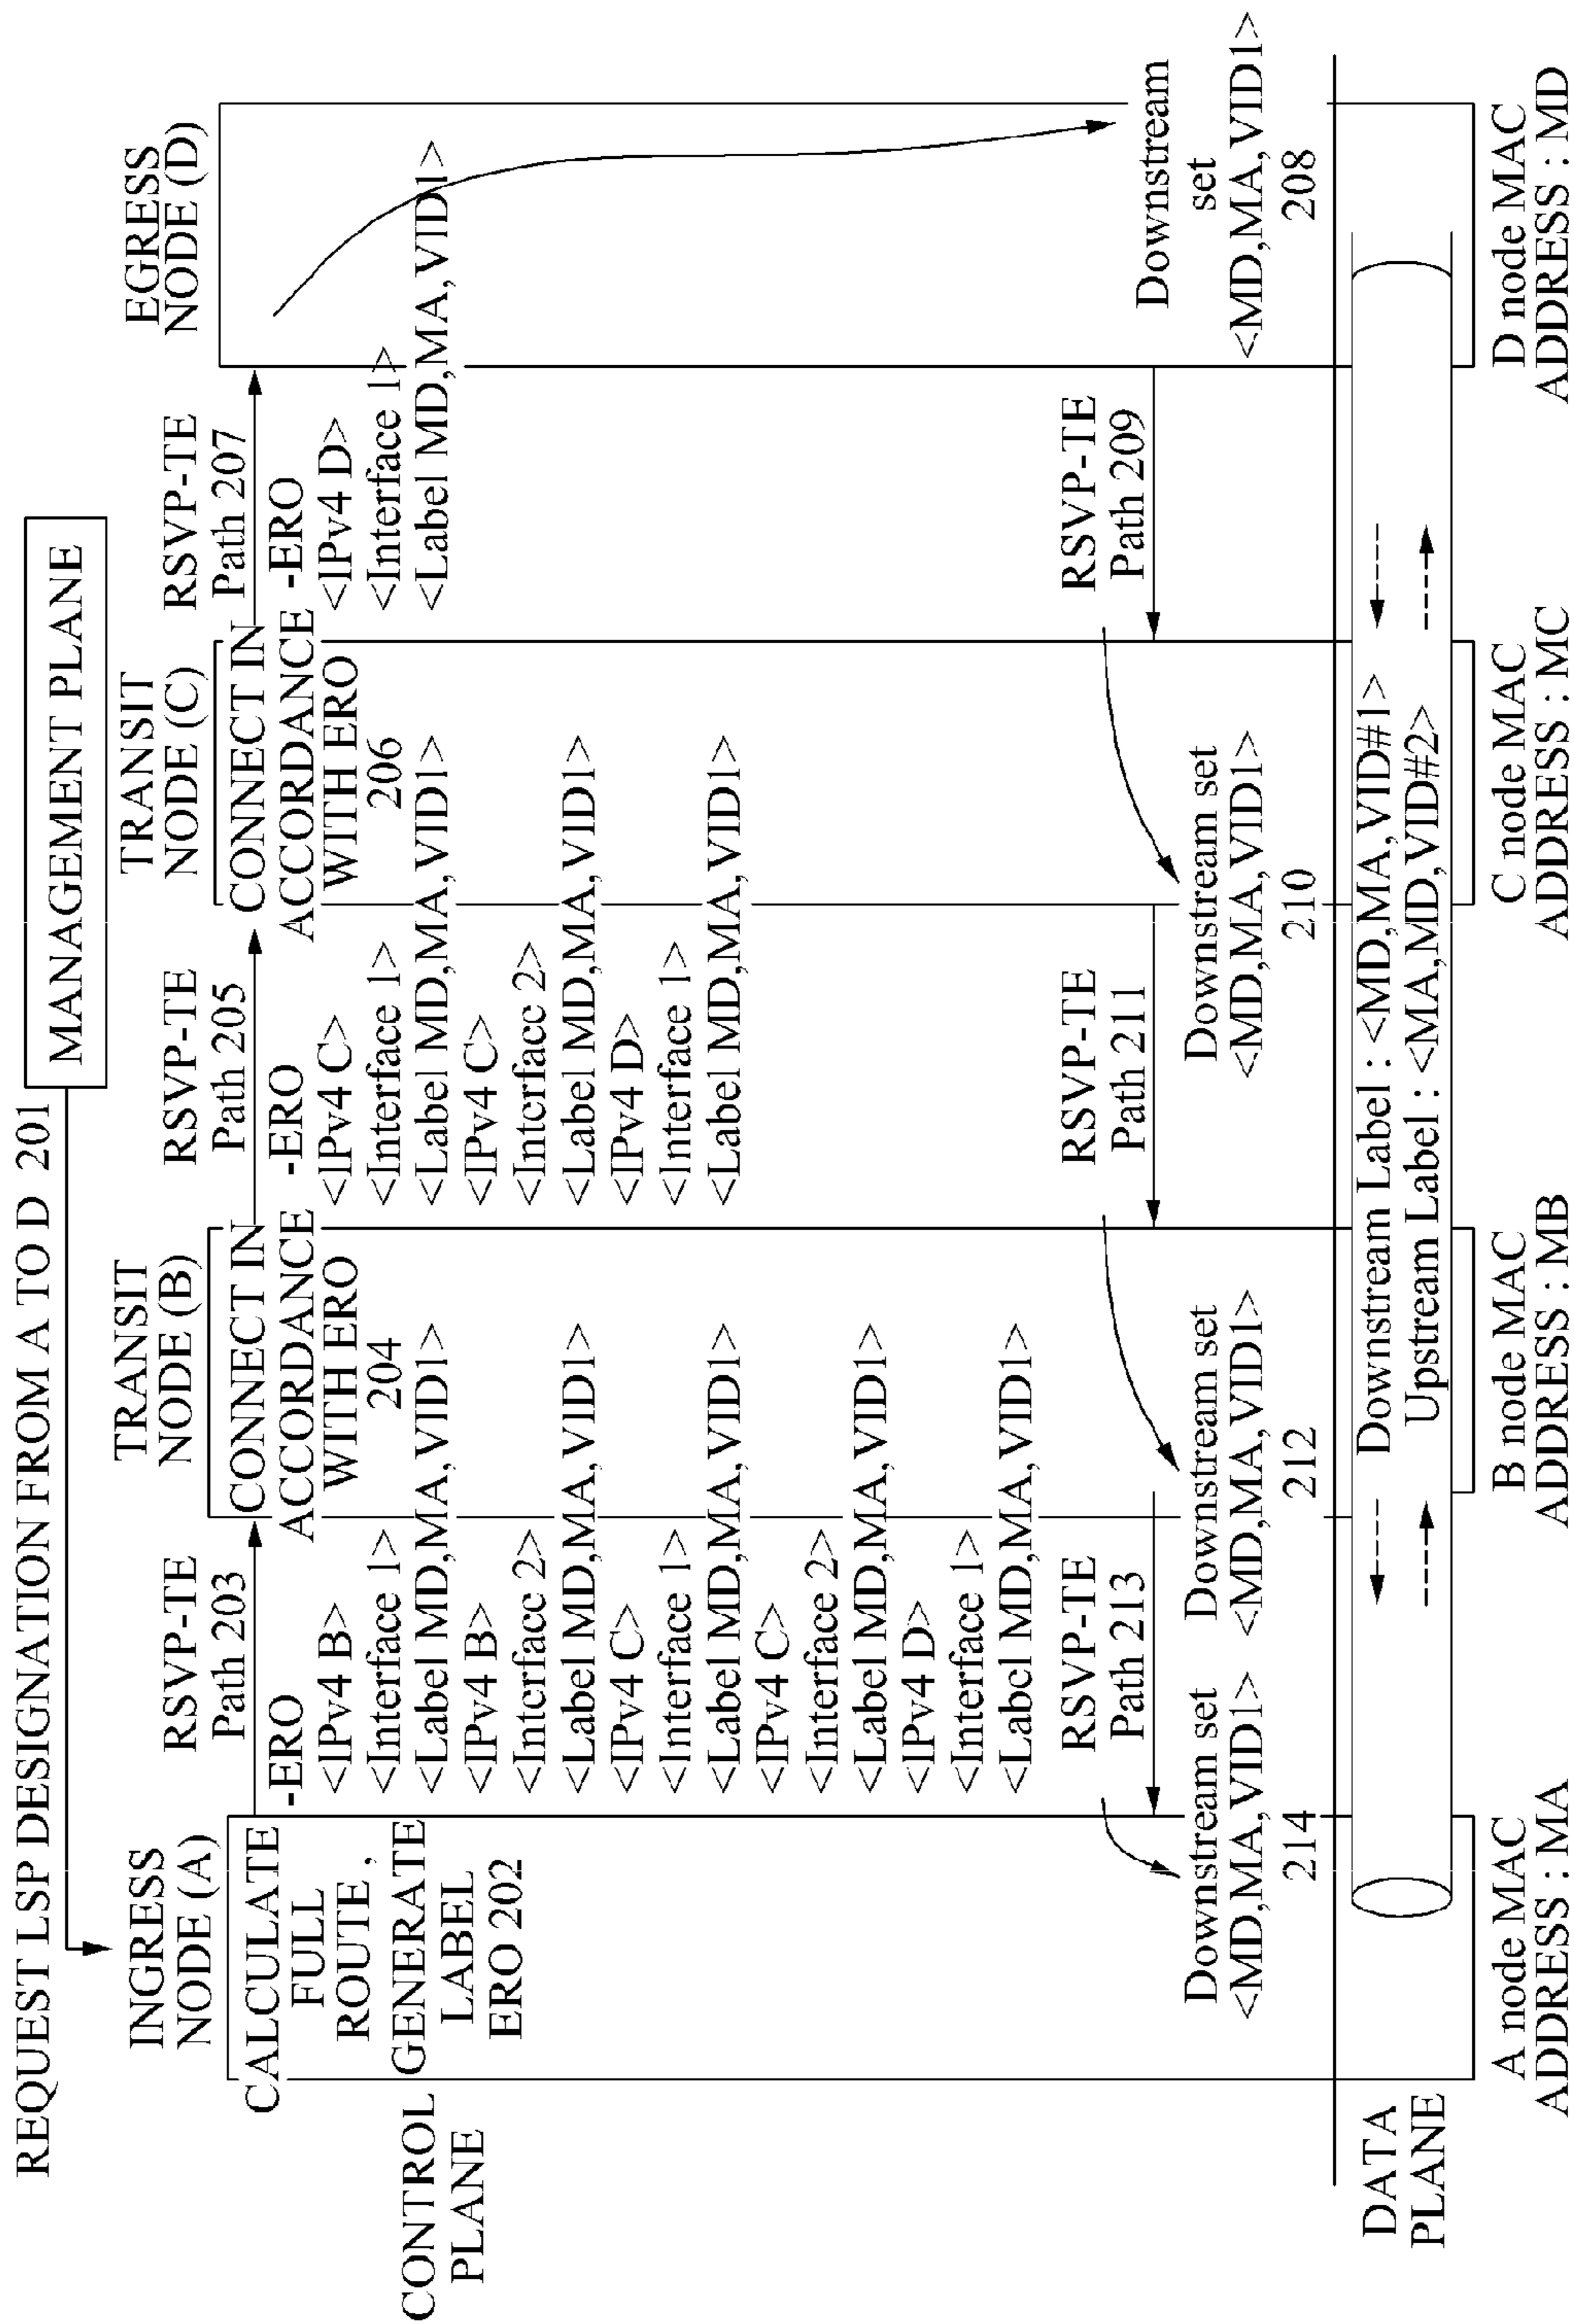 REQUEST LSP DESIGNATION FROM A TO D 201
MANAGEMENT PLANE
INGRESS
NODE (A)
TRANSIT
NODE (B)
TRANSIT
NODE (C)
EGRESS
NODE (D)
CONTROL
PLANE
CALCULATE
FULL
ROUTE,
GENERATE
LABEL
ERO 202
RSVP-TE
Path 203
-ERO
<IPv4 B>
<Interface 1>
<Label MD,MA,VID1>
<IPv4 B>
<Interface 2>
<Label MD,MA,VID1>
<IPv4 C>
<Interface 1>
<Label MD,MA,VID1>
<IPv4 C>
<Interface 2>
<Label MD,MA,VID1>
<IPv4 D>
<Interface 1>
<Label MD,MA,VID1>
CONNECT IN
ACCORDANCE
WITH ERO
204
RSVP-TE
Path 205
-ERO
<IPv4 C>
<Interface 1>
<Label MD,MA,VID1>
<IPv4 C>
<Interface 2>
<Label MD,MA,VID1>
<IPv4 D>
<Interface 1>
<Label MD,MA,VID1>
CONNECT IN
ACCORDANCE
WITH ERO
206
RSVP-TE
Path 207
-ERO
<IPv4 D>
<Interface 1>
<Label MD,MA,VID1>
RSVP-TE
Path 213
RSVP-TE
Path 211
RSVP-TE
Path 209
Downstream set
<MD,MA,VID1>
214
Downstream set
<MD,MA,VID1>
212
Downstream set
<MD,MA,VID1>
210
Downstream
set
<MD,MA,VID1>
208
DATA
PLANE
Downstream Label : <MD,MA,VID#1>
Upstream Label : <MA,MD,VID#2>
A node MAC
ADDRESS : MA
B node MAC
ADDRESS : MB
C node MAC
ADDRESS : MC
D node MAC
ADDRESS : MD